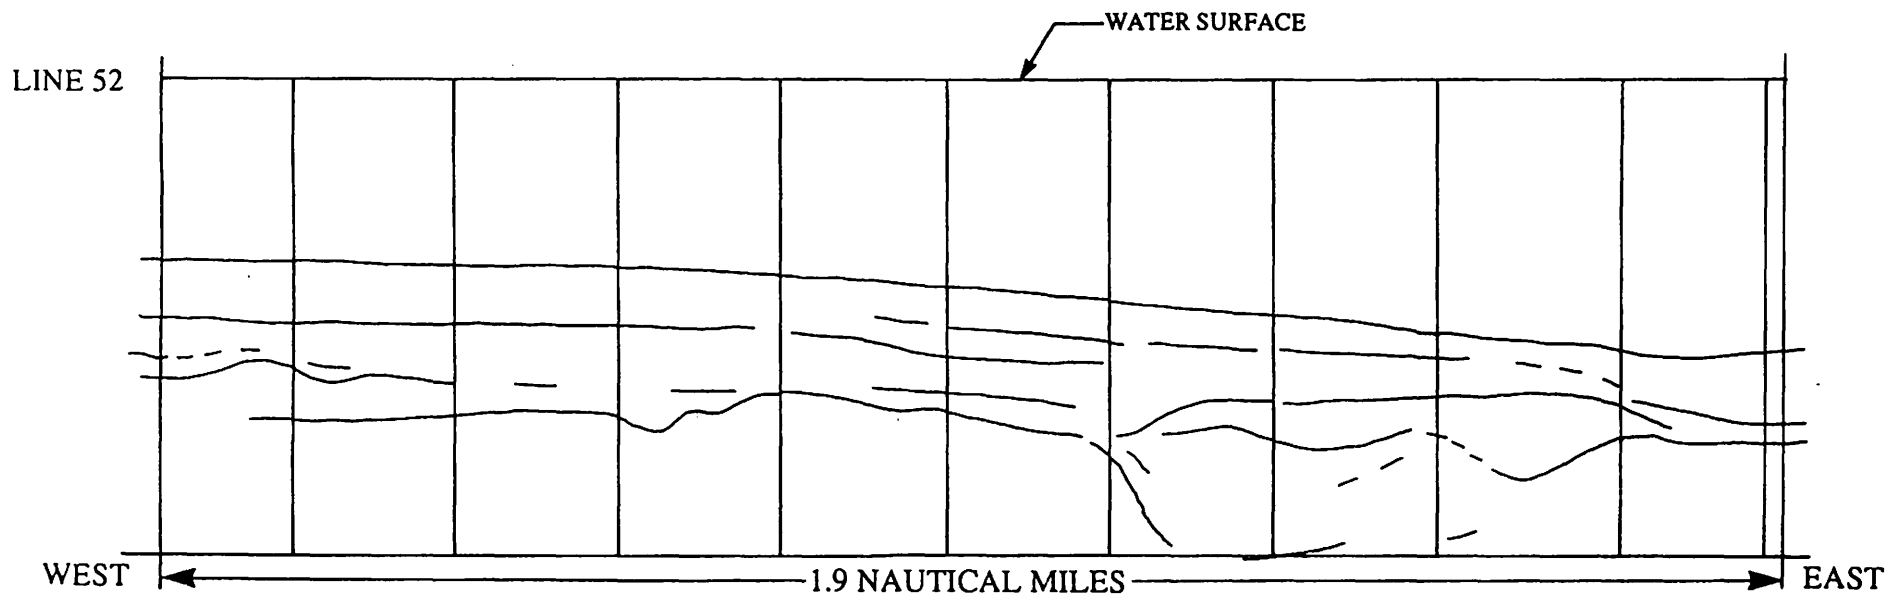 WATER SURFACE
LINE 52
WEST
1.9 NAUTICAL MILES
EAST